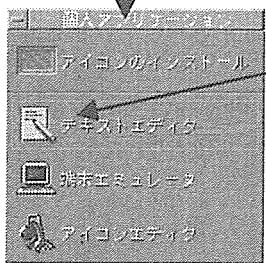 個人アプリケーション
アイコンのインストール
テキストエディタ
端末エミュレータ
アイコンエディタ